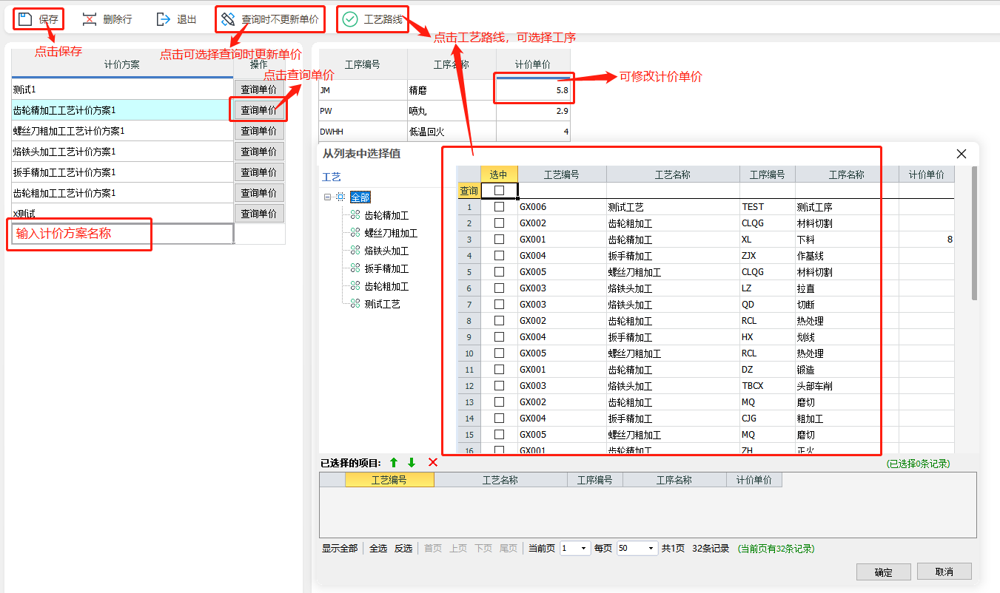 保存 删除行 退出 查询时不更新单价 工艺路线
点击保存 点击可选择查询时更新单价 点击工艺路线，可选择工序
计价方案 操作 工序编号 工序名称 计价单价
点击查询单价 可修改计价单价
测试1 查询单价 JM 精磨 5.8
齿轮精加工工艺计价方案1 查询单价 PW 喷丸 2.9
螺丝刀粗加工工艺计价方案1 查询单价 DWHH 低温回火 4
烙铁头加工工艺计价方案1 查询单价
扳手精加工工艺计价方案1 查询单价
齿轮粗加工工艺计价方案1 查询单价
x测试 查询单价
输入计价方案名称
从列表中选择值
工艺
全部
齿轮精加工
螺丝刀粗加工
烙铁头加工
扳手精加工
齿轮粗加工
测试工艺
选中 工艺编号 工艺名称 工序编号 工序名称 计价单价
查询
1 GX006 测试工艺 TEST 测试工序
2 GX002 齿轮粗加工 CLQG 材料切割
3 GX001 齿轮精加工 XL 下料 8
4 GX004 扳手精加工 ZJX 作基线
5 GX005 螺丝刀粗加工 CLQG 材料切割
6 GX003 烙铁头加工 LZ 拉直
7 GX003 烙铁头加工 QD 切断
8 GX002 齿轮粗加工 RCL 热处理
9 GX004 扳手精加工 HX 划线
10 GX005 螺丝刀粗加工 RCL 热处理
11 GX001 齿轮精加工 DZ 锻造
12 GX003 烙铁头加工 TBCX 头部车削
13 GX002 齿轮粗加工 MQ 磨切
14 GX004 扳手精加工 CJG 粗加工
15 GX005 螺丝刀粗加工 MQ 磨切
16 GX001 齿轮精加工 ZH 正火
已选择的项目: (已选择0条记录)
工艺编号 工艺名称 工序编号 工序名称 计价单价
显示全部 全选 反选 首页 上页 下页 尾页 当前页 1 每页 50 共1页 32条记录 (当前页有32条记录)
确定 取消